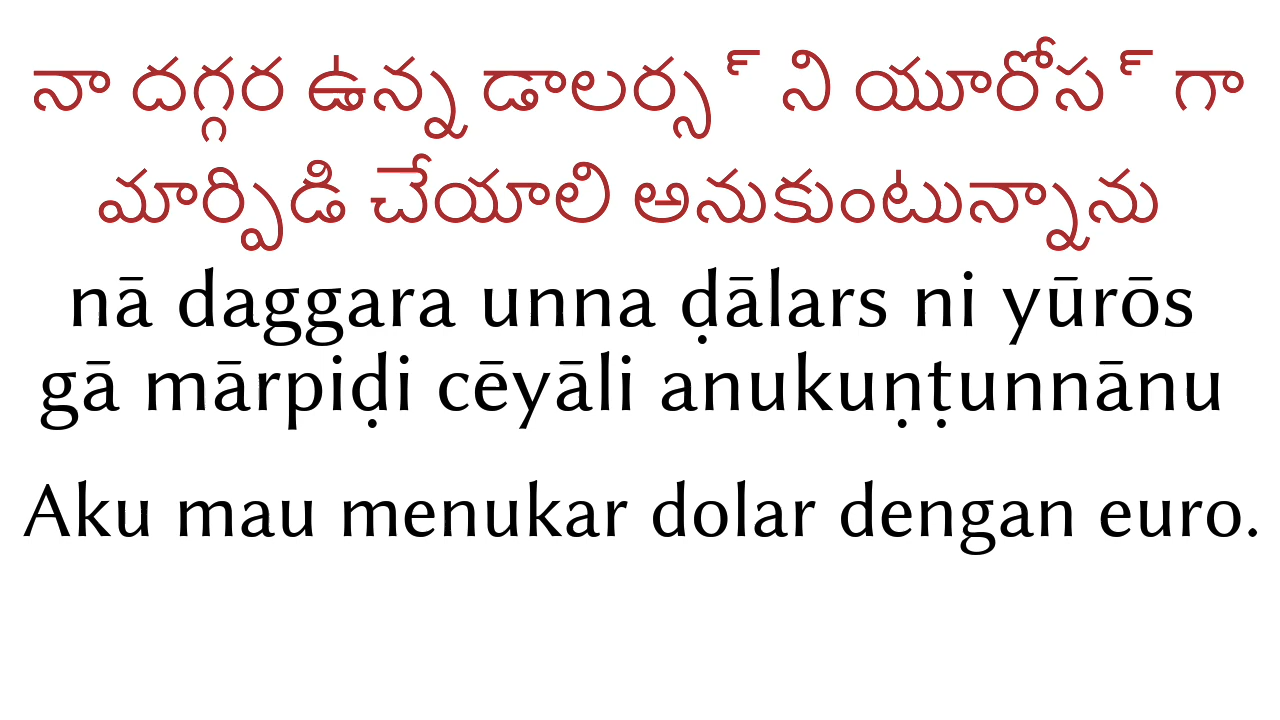 నా దగ్గర ఉన్న డాలర్స్ ని యూరోస్ గా
మార్పిడి చేయాలి అనుకుంటున్నాను
nā daggara unna ḍālars ni yūrōs
gā mārpiḍi cēyāli anukuṇṭunnānu
Aku mau menukar dolar dengan euro.